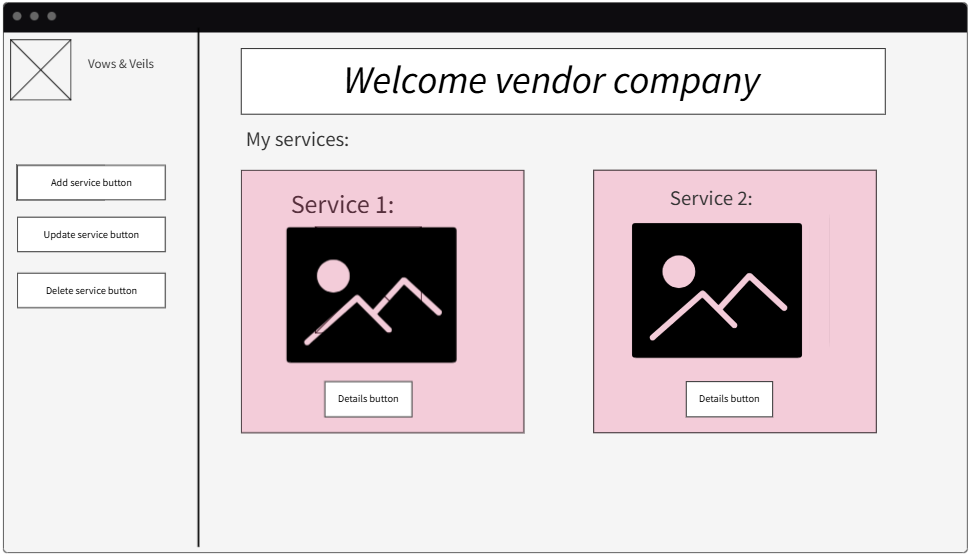 Vows & Veils
Add service button
Update service button
Delete service button
Welcome vendor company
My services:
Service 1:
Details button
Service 2:
Details button